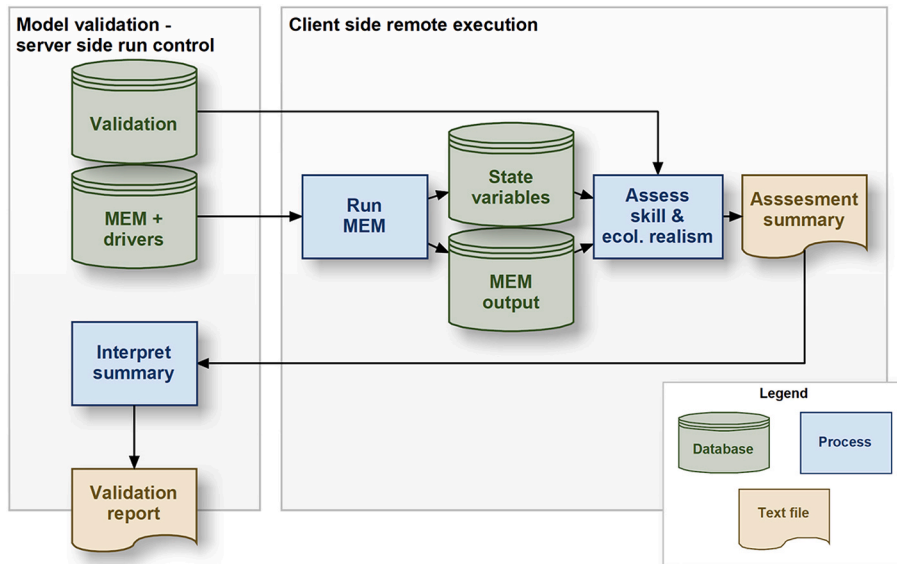 Model validation -
server side run control
Client side remote execution
Validation
MEM +
drivers
Run
MEM
State
variables
MEM
output
Assess
skill &
ecol. realism
Asssesment
summary
Interpret
summary
Validation
report
Legend
Database
Process
Text file